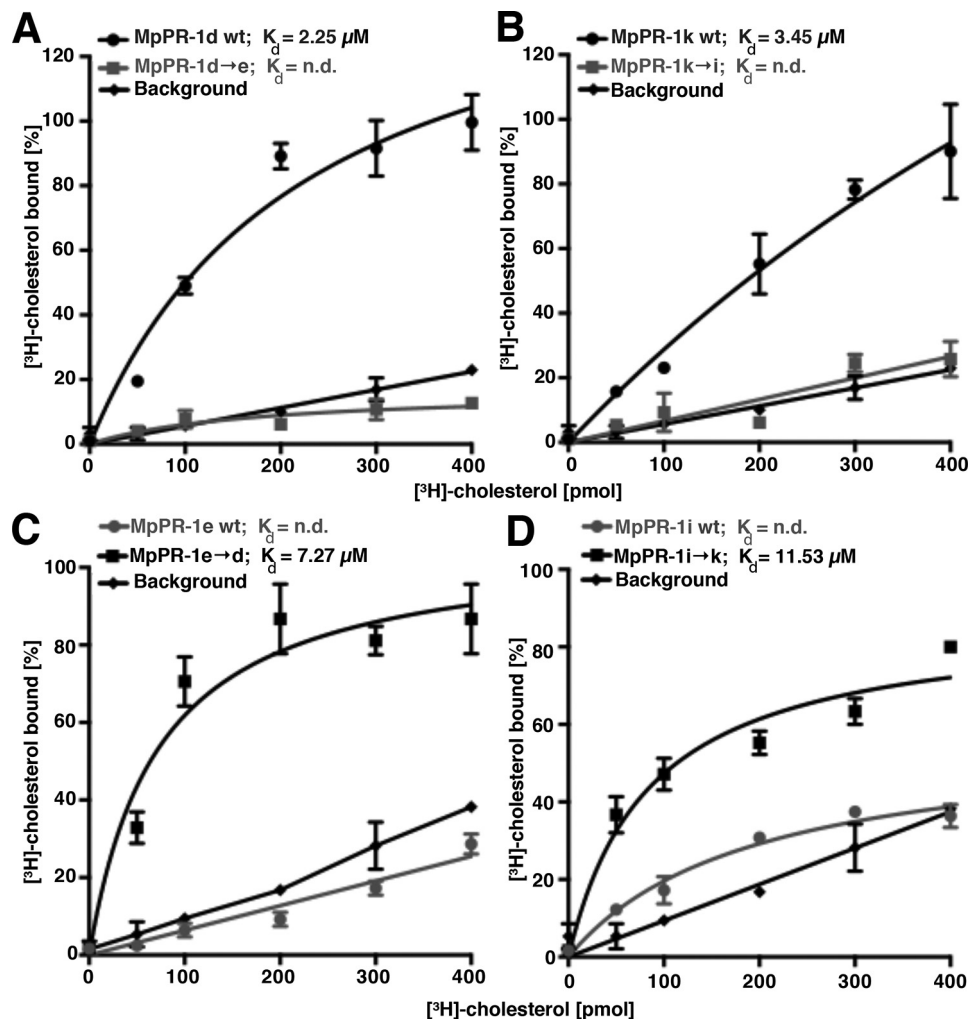 A
MpPR-1d wt; Kd = 2.25 µM
MpPR-1d→e; Kd = n.d.
Background
[³H]-cholesterol bound [%]
120
100
80
60
40
20
0
0 100 200 300 400
B
MpPR-1k wt; Kd = 3.45 µM
MpPR-1k→i; Kd = n.d.
Background
[³H]-cholesterol bound [%]
120
100
80
60
40
20
0
0 100 200 300 400
[³H]-cholesterol [pmol]
C
MpPR-1e wt; Kd = n.d.
MpPR-1e→d; Kd = 7.27 µM
Background
[³H]-cholesterol bound [%]
100
80
60
40
20
0
0 100 200 300 400
D
MpPR-1i wt; Kd = n.d.
MpPR-1i→k; Kd = 11.53 µM
Background
[³H]-cholesterol bound [%]
100
80
60
40
20
0
0 100 200 300 400
[³H]-cholesterol [pmol]